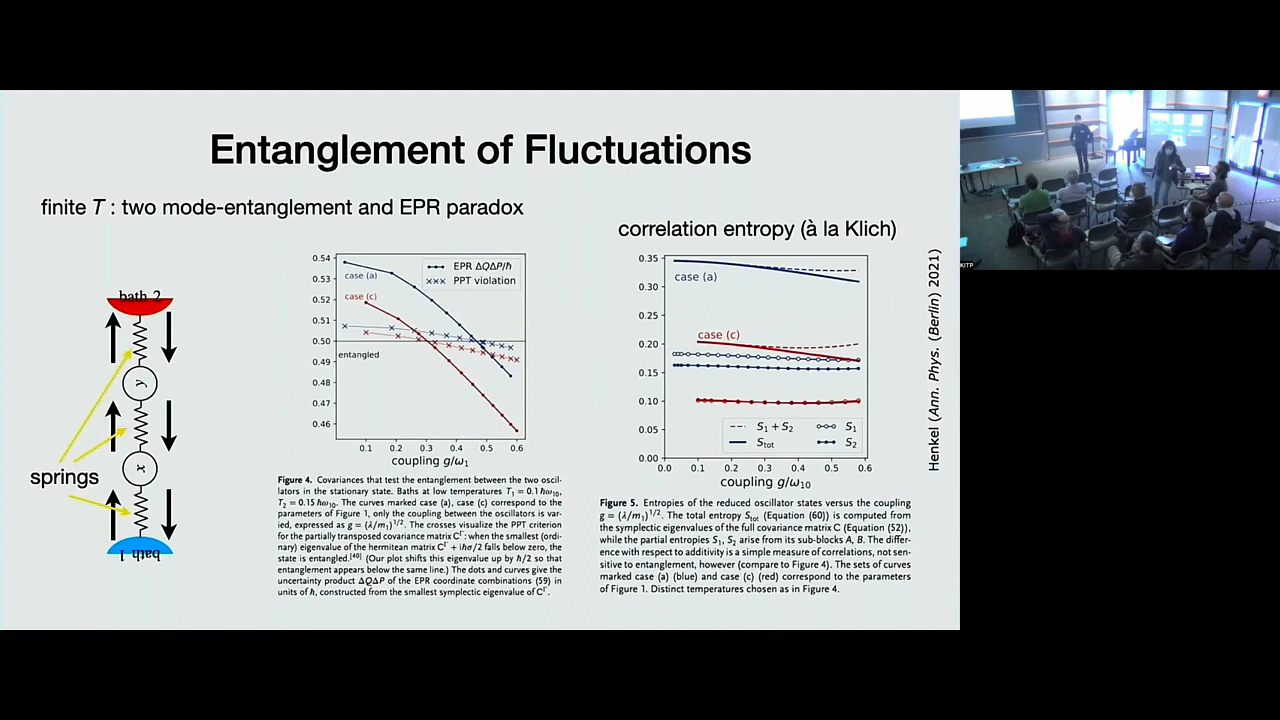 Entanglement of Fluctuations
finite T : two mode-entanglement and EPR paradox
correlation entropy (à la Klich)
bath 2
y
springs
x
bath 1
0.54
0.53
0.52
0.51
0.50
0.49
0.48
0.47
0.46
case (a)
case (c)
entangled
EPR ΔQΔP/ħ
PPT violation
0.1 0.2 0.3 0.4 0.5 0.6
coupling g/ω₁
Figure 4. Covariances that test the entanglement between the two oscil-
lators in the stationary state. Baths at low temperatures T₁ = 0.1 ħω₁₀,
T₂ = 0.15 ħω₁₀. The curves marked case (a), case (c) correspond to the
parameters of Figure 1, only the coupling between the oscillators is var-
ied, expressed as g = (λ/m₁)^1/2. The crosses visualize the PPT criterion
for the partially transposed covariance matrix C^Γ: when the smallest (ordi-
nary) eigenvalue of the hermitean matrix C^Γ + iħσ/2 falls below zero, the
state is entangled.[40] (Our plot shifts this eigenvalue up by ħ/2 so that
entanglement appears below the same line.) The dots and curves give the
uncertainty product ΔQΔP of the EPR coordinate combinations (59) in
units of ħ, constructed from the smallest symplectic eigenvalue of C^Γ.
0.35
0.30
0.25
0.20
0.15
0.10
0.05
0.00
case (a)
case (c)
S₁ + S₂
S₁
Stot
S₂
0.0 0.1 0.2 0.3 0.4 0.5 0.6
coupling g/ω₁₀
Figure 5. Entropies of the reduced oscillator states versus the coupling
g = (λ/m₁)^1/2. The total entropy Stot (Equation (60)) is computed from
the symplectic eigenvalues of the full covariance matrix C (Equation (52)),
while the partial entropies S₁, S₂ arise from its sub-blocks A, B. The differ-
ence with respect to additivity is a simple measure of correlations, not sen-
sitive to entanglement, however (compare to Figure 4). The sets of curves
marked case (a) (blue) and case (c) (red) correspond to the parameters
of Figure 1. Distinct temperatures chosen as in Figure 4.
Henkel (Ann. Phys. (Berlin) 2021)
KITP